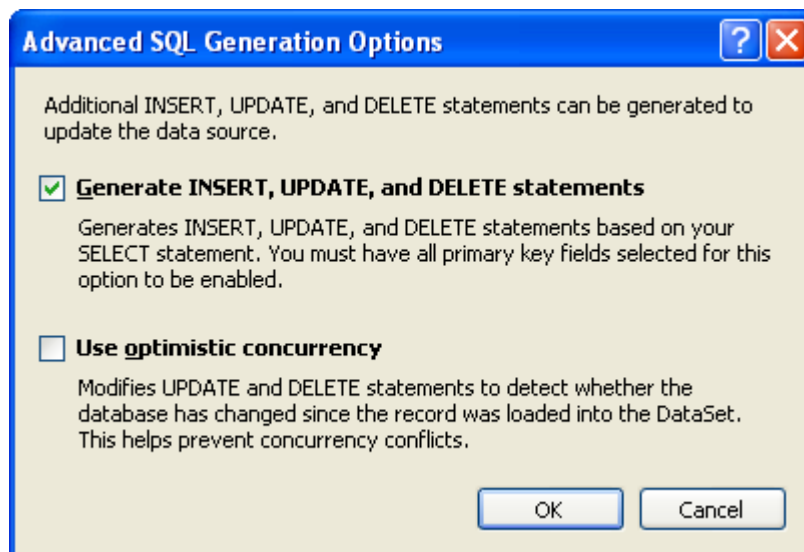 Advanced SQL Generation Options
Additional INSERT, UPDATE, and DELETE statements can be generated to
update the data source.
Generate INSERT, UPDATE, and DELETE statements
Generates INSERT, UPDATE, and DELETE statements based on your
SELECT statement. You must have all primary key fields selected for this
option to be enabled.
Use optimistic concurrency
Modifies UPDATE and DELETE statements to detect whether the
database has changed since the record was loaded into the DataSet.
This helps prevent concurrency conflicts.
OK Cancel